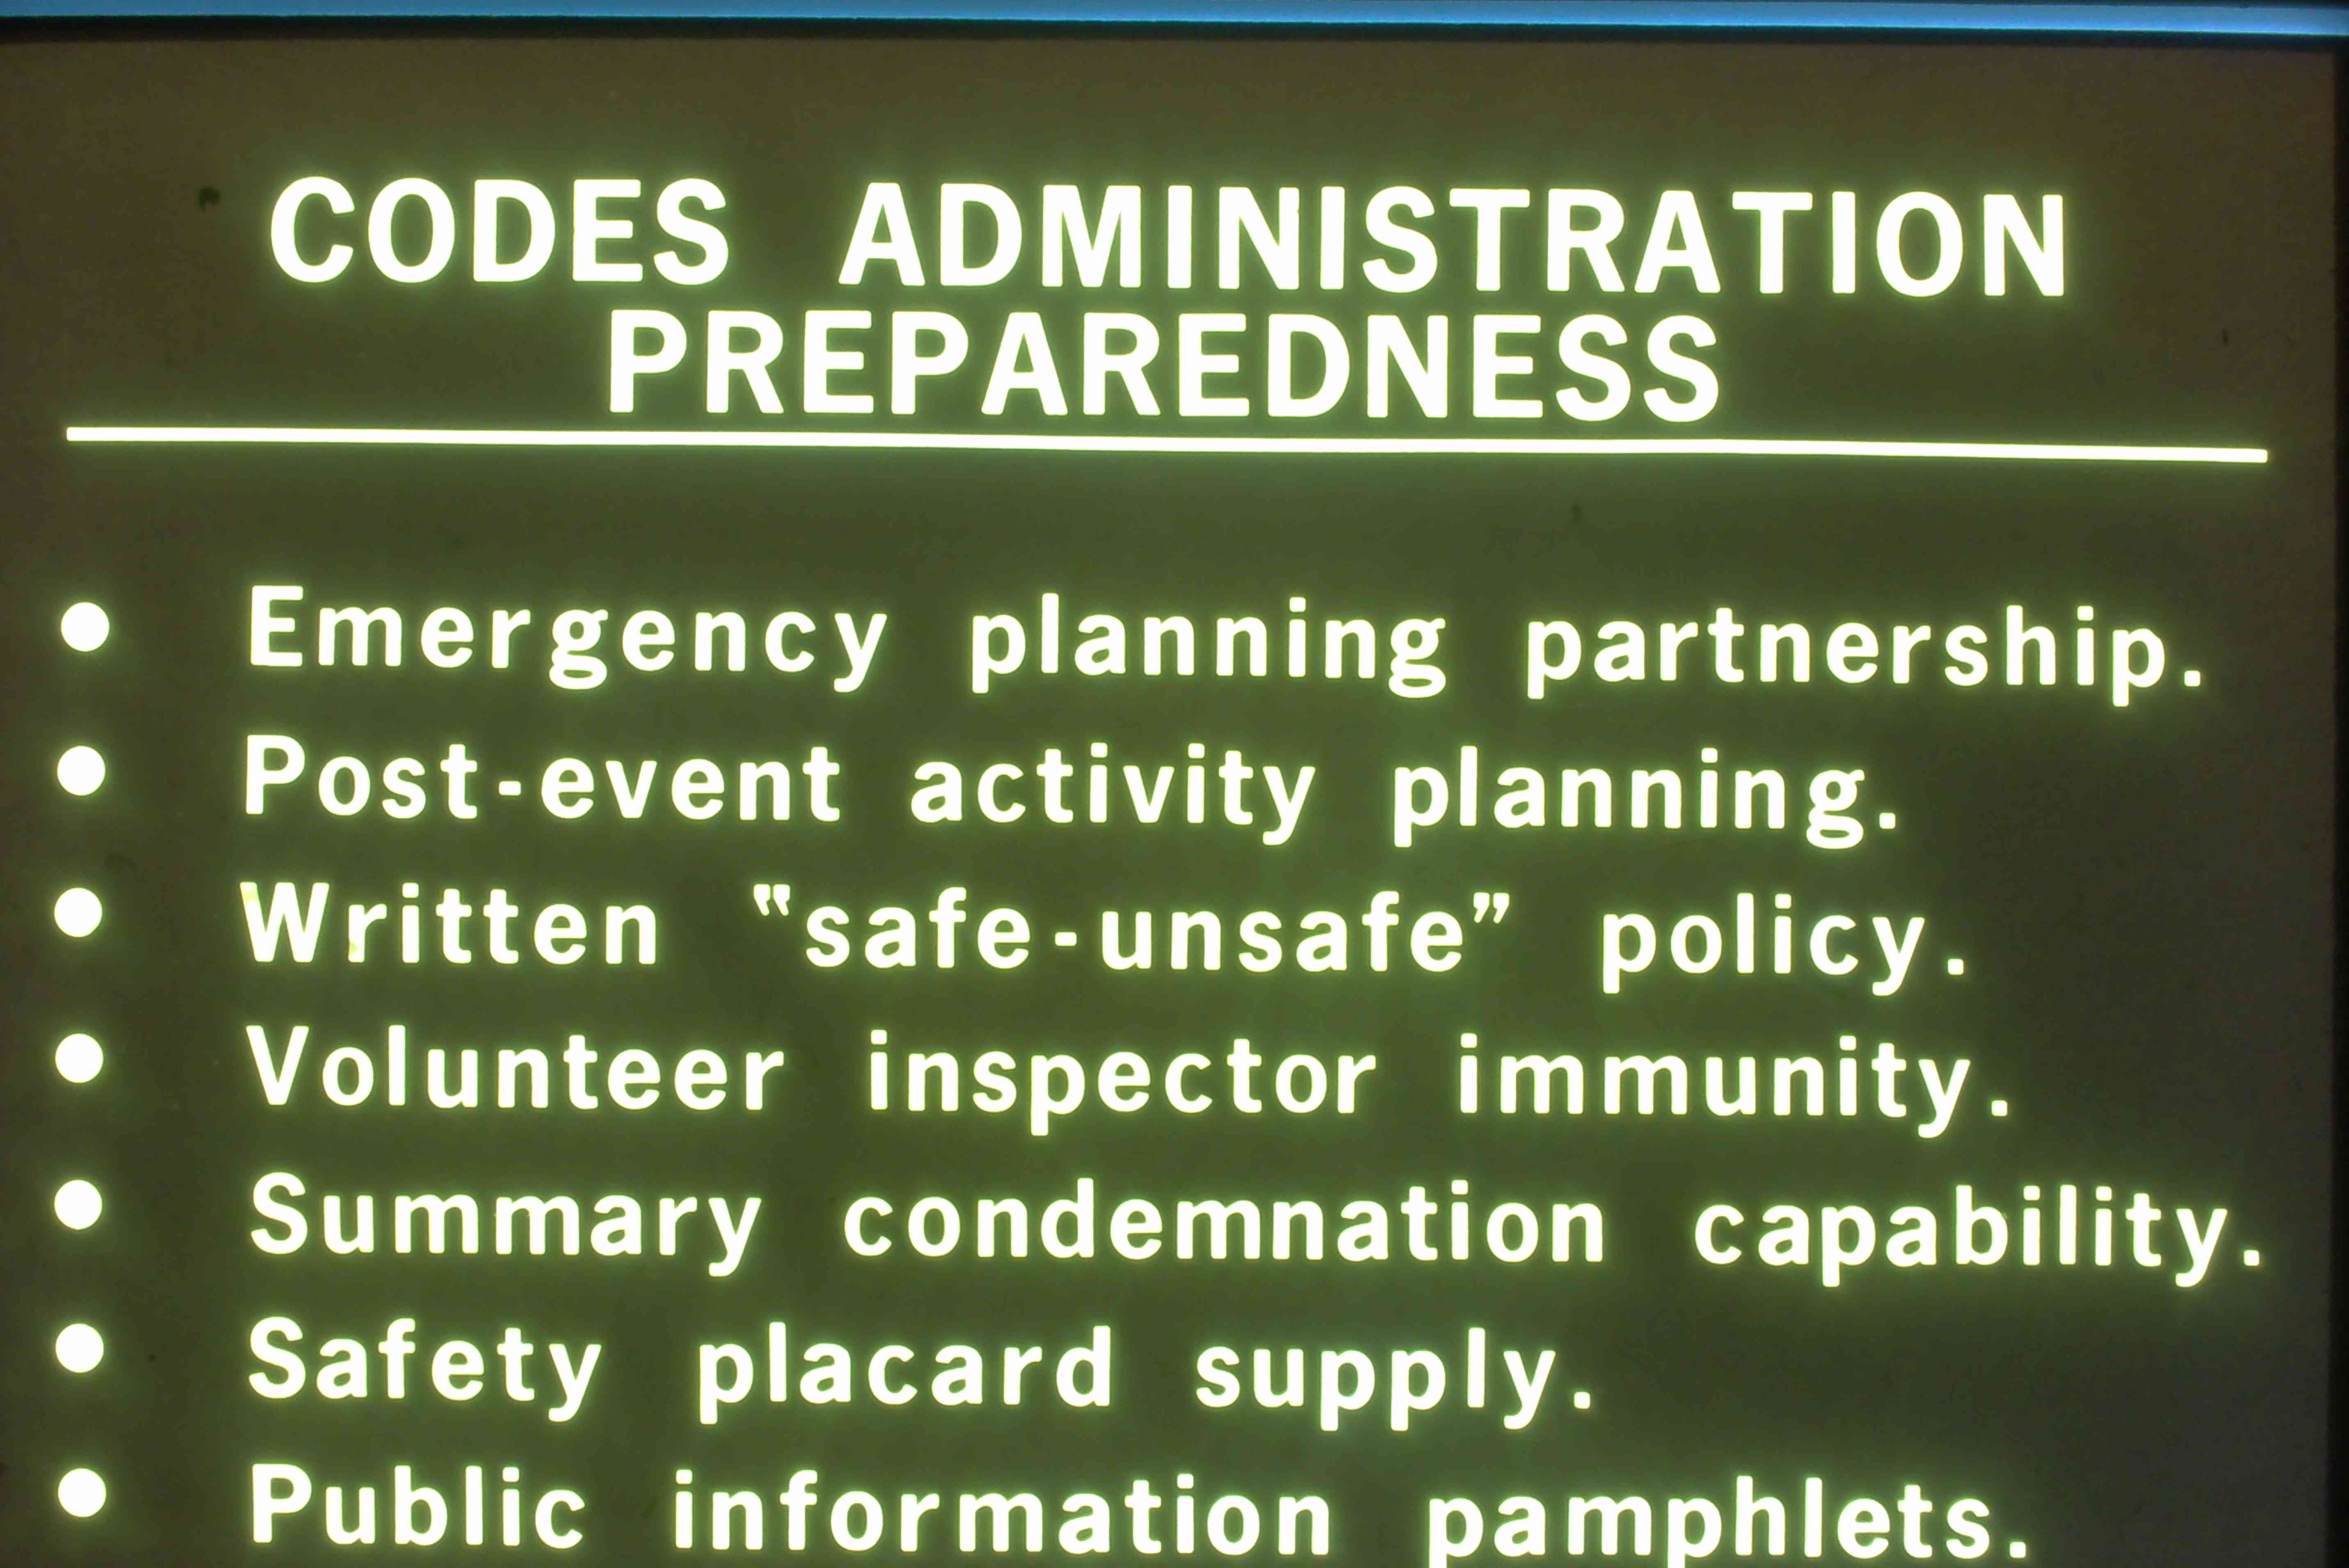 CODES ADMINISTRATION
PREPAREDNESS
• Emergency planning partnership.
• Post-event activity planning.
• Written "safe-unsafe” policy.
• Volunteer inspector immunity.
• Summary condemnation capability.
• Safety placard supply.
• Public information pamphlets.